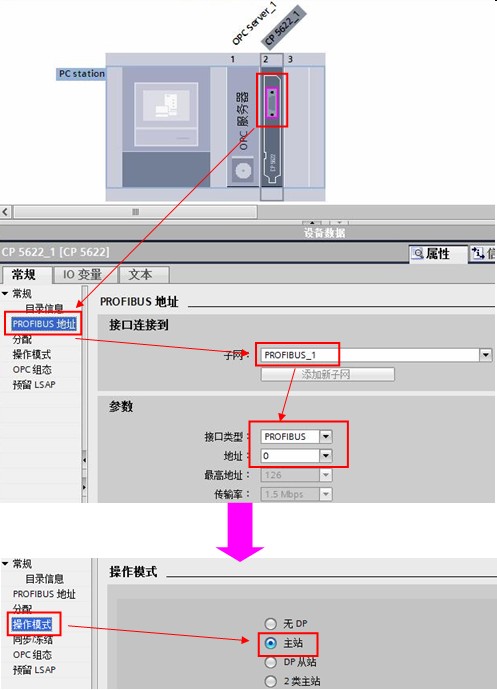 OPC Server_1
CP 5622_1
1 2 3
PC station
OPC 服务器
CP 5622
设备数据
CP 5622_1 [CP 5622]
属性
常规 IO 变量 文本
常规
目录信息
PROFIBUS 地址
分配
操作模式
OPC 组态
预留 LSAP
PROFIBUS 地址
接口连接到
子网：
PROFIBUS_1
添加新子网
参数
接口类型： PROFIBUS
地址： 0
最高地址： 126
传输率： 1.5 Mbps
常规
目录信息
PROFIBUS 地址
分配
操作模式
同步/冻结
OPC 组态
预留 LSAP
操作模式
无 DP
主站
DP 从站
2 类主站